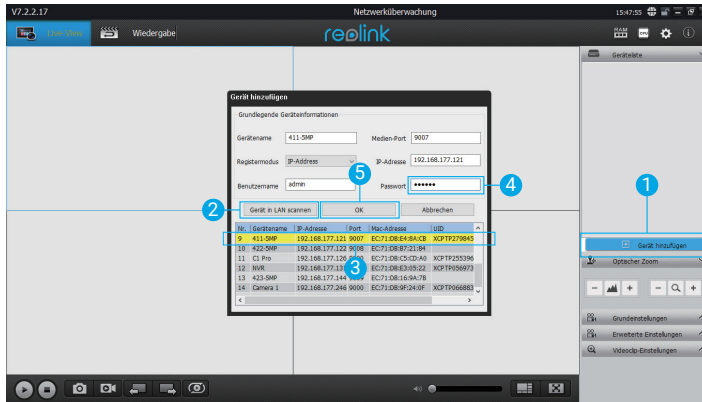 V7.2.2.17 Netzwerküberwachung 15:47:55
Live-View Wiedergabe reolink RAM CPU
Geräteliste
Gerät hinzufügen
Grundlegende Geräteinformationen
Gerätename 411-5MP Medien-Port 9007
Registermodus IP-Address IP-Adresse 192.168.177.121
Benutzername admin Passwort ••••••
Gerät in LAN scannen OK Abbrechen
Nr. Gerätename IP-Adresse Port Mac-Adresse UID
9 411-5MP 192.168.177.121 9007 EC:71:DB:E4:8A:CB XCPTP279845
10 422-5MP 192.168.177.122 9008 EC:71:DB:87:21:84
11 C1 Pro 192.168.177.126 EC:71:DB:C5:CD:A0 XCPTP255396
12 NVR EC:71:DB:E3:05:22 XCPTP056973
13 423-5MP 192.168.177.144 EC:71:DB:16:9A:7B
14 Camera 1 192.168.177.246 9000 EC:71:DB:9F:24:0F XCPTP066883
1
2
3
4
5
Gerät hinzufügen
Optischer Zoom
Grundeinstellungen
Erweiterte Einstellungen
Videoclip-Einstellungen